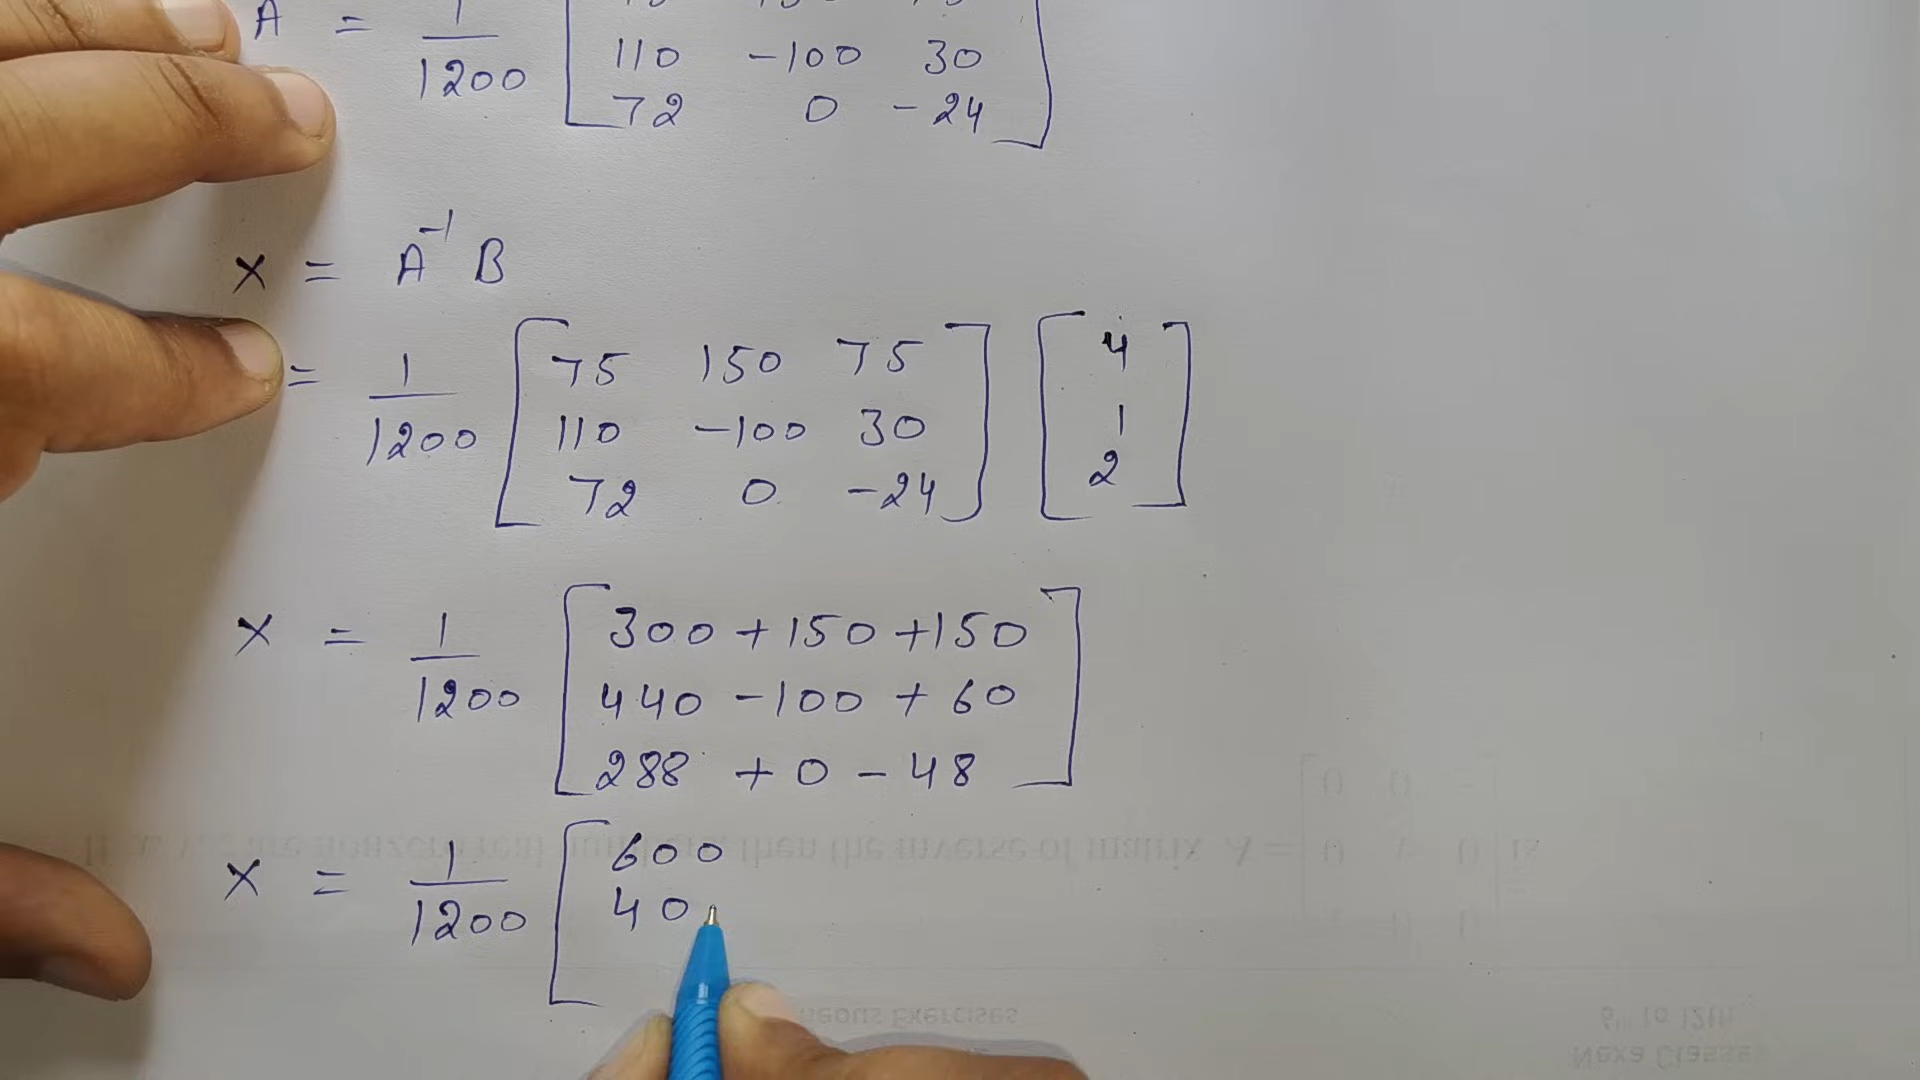 A = 1/1200
110 -100 30
72 0 -24
X = A⁻¹ B
= 1/1200 [75 150 75] [4]
110 -100 30 1
72 0 -24 2
X = 1/1200 [300 + 150 + 150]
440 - 100 + 60
288 + 0 - 48
X = 1/1200 [600
40